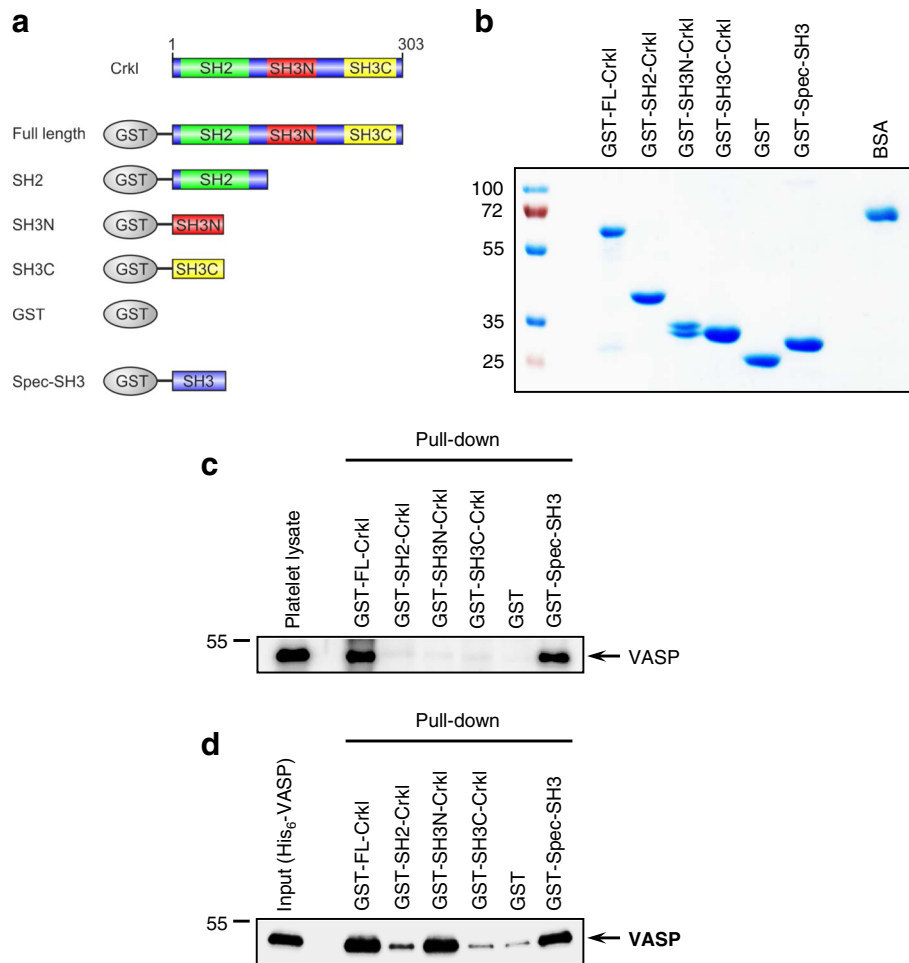 a
1 303
Crkl SH2 SH3N SH3C
Full length GST SH2 SH3N SH3C
SH2 GST SH2
SH3N GST SH3N
SH3C GST SH3C
GST GST
Spec-SH3 GST SH3
b
GST-FL-Crkl
GST-SH2-Crkl
GST-SH3N-Crkl
GST-SH3C-Crkl
GST
GST-Spec-SH3
BSA
100
72
55
35
25
c
Pull-down
Platelet lysate
GST-FL-Crkl
GST-SH2-Crkl
GST-SH3N-Crkl
GST-SH3C-Crkl
GST
GST-Spec-SH3
55
VASP
d
Pull-down
Input (His₆-VASP)
GST-FL-Crkl
GST-SH2-Crkl
GST-SH3N-Crkl
GST-SH3C-Crkl
GST
GST-Spec-SH3
55
VASP